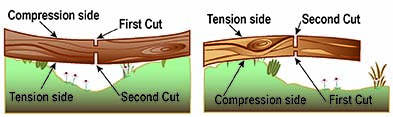 Compression side
First Cut
Tension side
Second Cut
Tension side
Second Cut
Compression side
First Cut